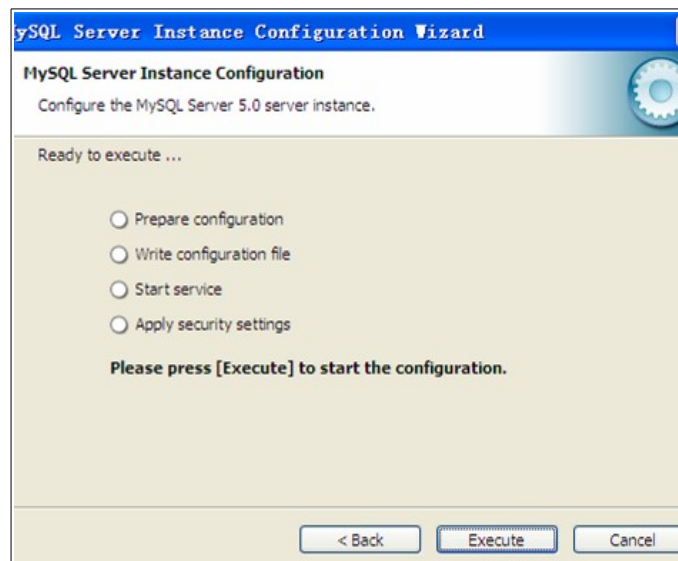 ySQL Server Instance Configuration Wizard
MySQL Server Instance Configuration
Configure the MySQL Server 5.0 server instance.
Ready to execute ...
Prepare configuration
Write configuration file
Start service
Apply security settings
Please press [Execute] to start the configuration.
< Back Execute Cancel